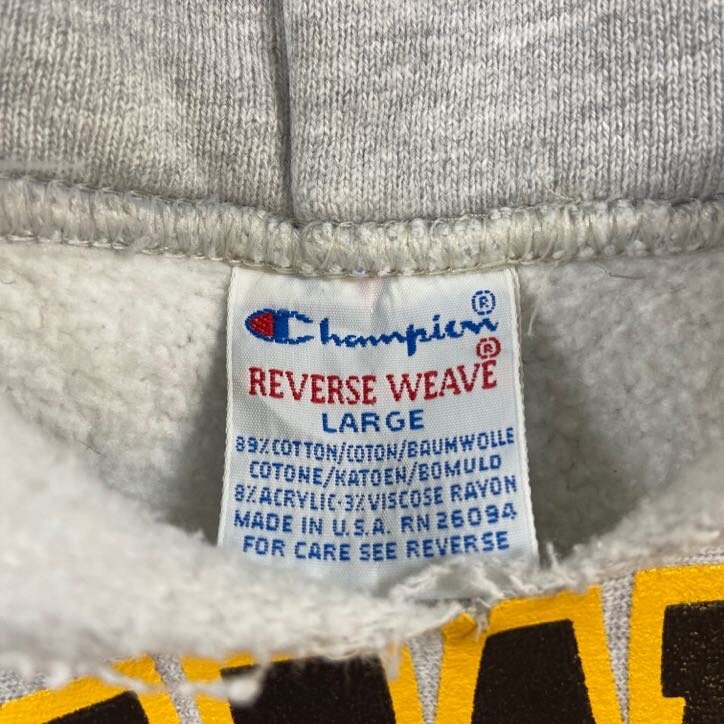 Champion®
REVERSE WEAVE®
LARGE
89% COTTON/COTON/BAUMWOLLE
COTONE/KATOEN/BOMULD
8% ACRYLIC·3% VISCOSE RAYON
MADE IN U.S.A. RN 26094
FOR CARE SEE REVERSE